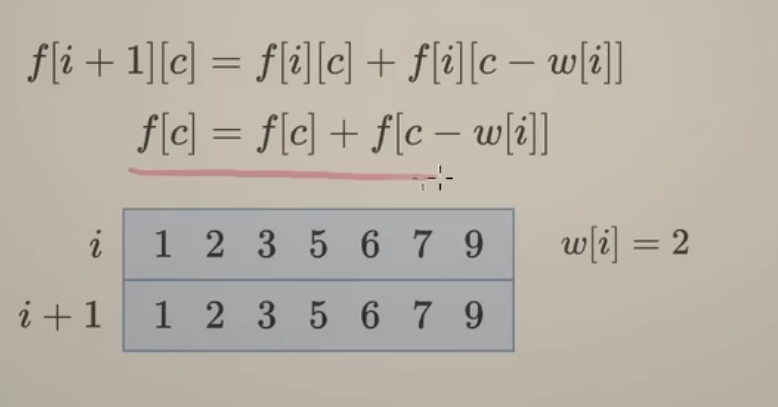 f[i + 1][c] = f[i][c] + f[i][c − w[i]]
f[c] = f[c] + f[c − w[i]]
i 1 2 3 5 6 7 9 w[i] = 2
i + 1 1 2 3 5 6 7 9